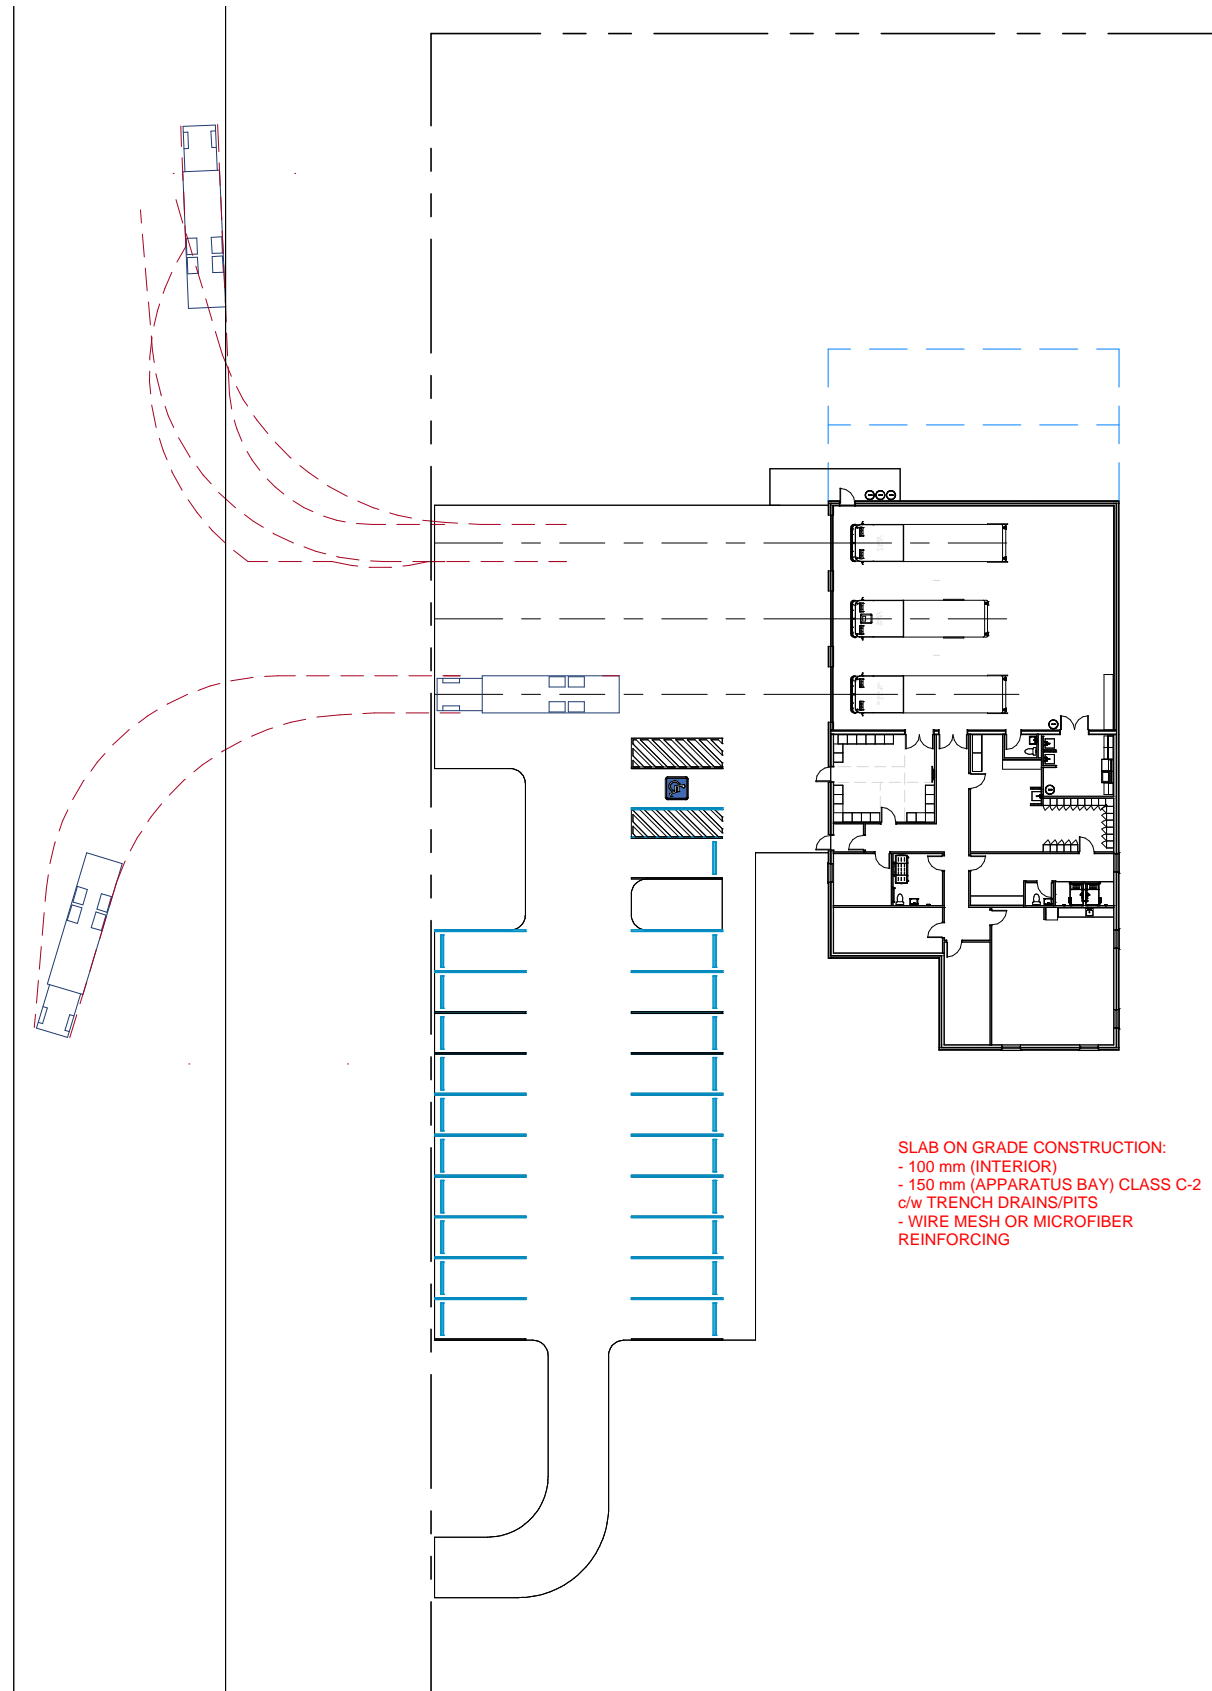 SLAB ON GRADE CONSTRUCTION:
- 100 mm (INTERIOR)
- 150 mm (APPARATUS BAY) CLASS C-2
c/w TRENCH DRAINS/PITS
- WIRE MESH OR MICROFIBER
REINFORCING